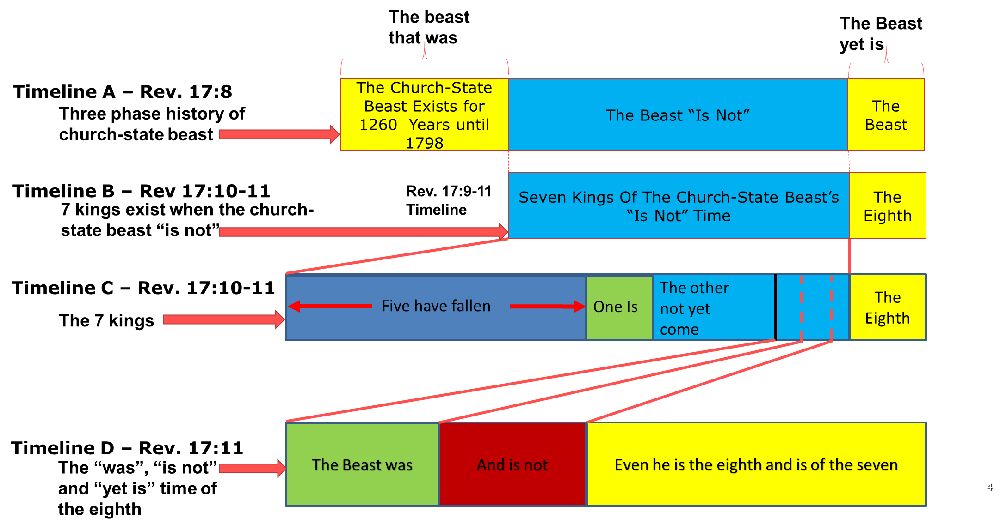 The beast
that was
The Beast
yet is
Timeline A – Rev. 17:8
Three phase history of
church-state beast
The Church-State
Beast Exists for
1260 Years until
1798
The Beast “Is Not”
The
Beast
Timeline B – Rev 17:10-11
7 kings exist when the church-
state beast “is not”
Rev. 17:9-11
Timeline
Seven Kings Of The Church-State Beast’s
“Is Not” Time
The
Eighth
Timeline C – Rev. 17:10-11
The 7 kings
Five have fallen
One Is
The other
not yet
come
The
Eighth
Timeline D – Rev. 17:11
The “was”, “is not”
and “yet is” time of
the eighth
The Beast was
And is not
Even he is the eighth and is of the seven
4